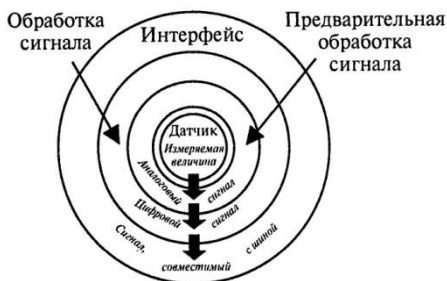 Обработка
сигнала
Интерфейс
Предварительная
обработка
сигнала
Датчик
Измеряемая
величина
Аналоговый сигнал
Цифровой сигнал
Сигнал,
совместимый
с шиной